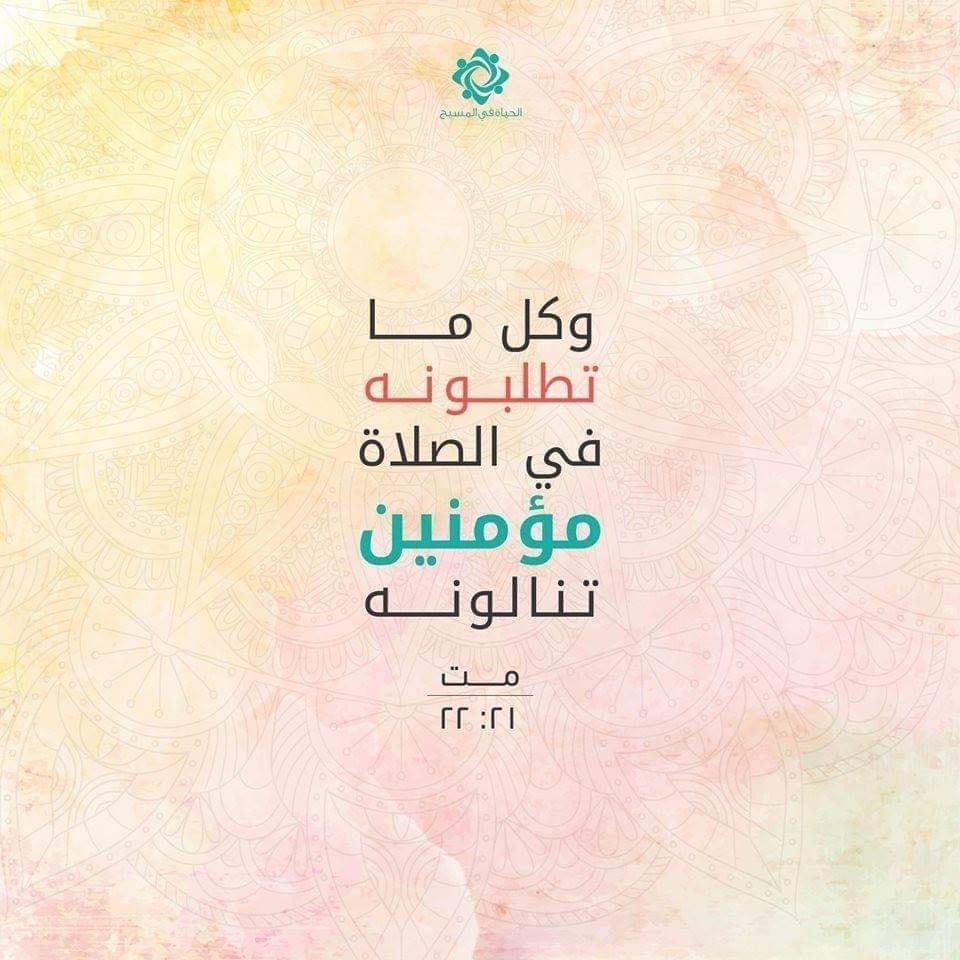 الحياة في المسيح
وكل ما
تطلبونه
في الصلاة
مؤمنين
تنالونه
مت
٢١: ٢٢